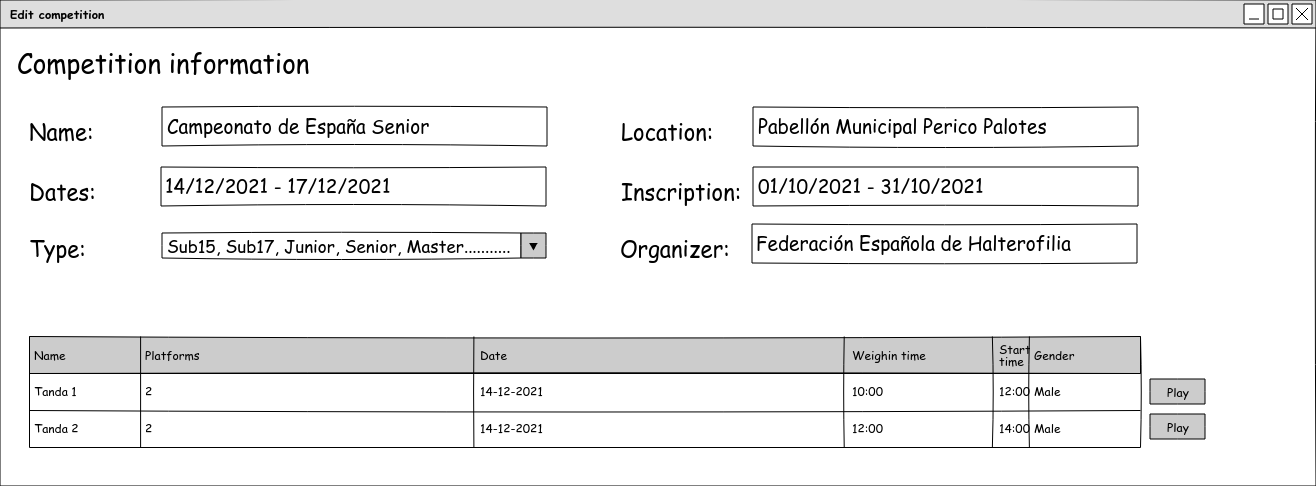 Edit competition
Competition information
Name: Campeonato de España Senior Location: Pabellón Municipal Perico Palotes
Dates: 14/12/2021 - 17/12/2021 Inscription: 01/10/2021 - 31/10/2021
Type: Sub15, Sub17, Junior, Senior, Master........... Organizer: Federación Española de Halterofilia
Name Platforms Date Weighin time Start time Gender
Tanda 1 2 14-12-2021 10:00 12:00 Male Play
Tanda 2 2 14-12-2021 12:00 14:00 Male Play